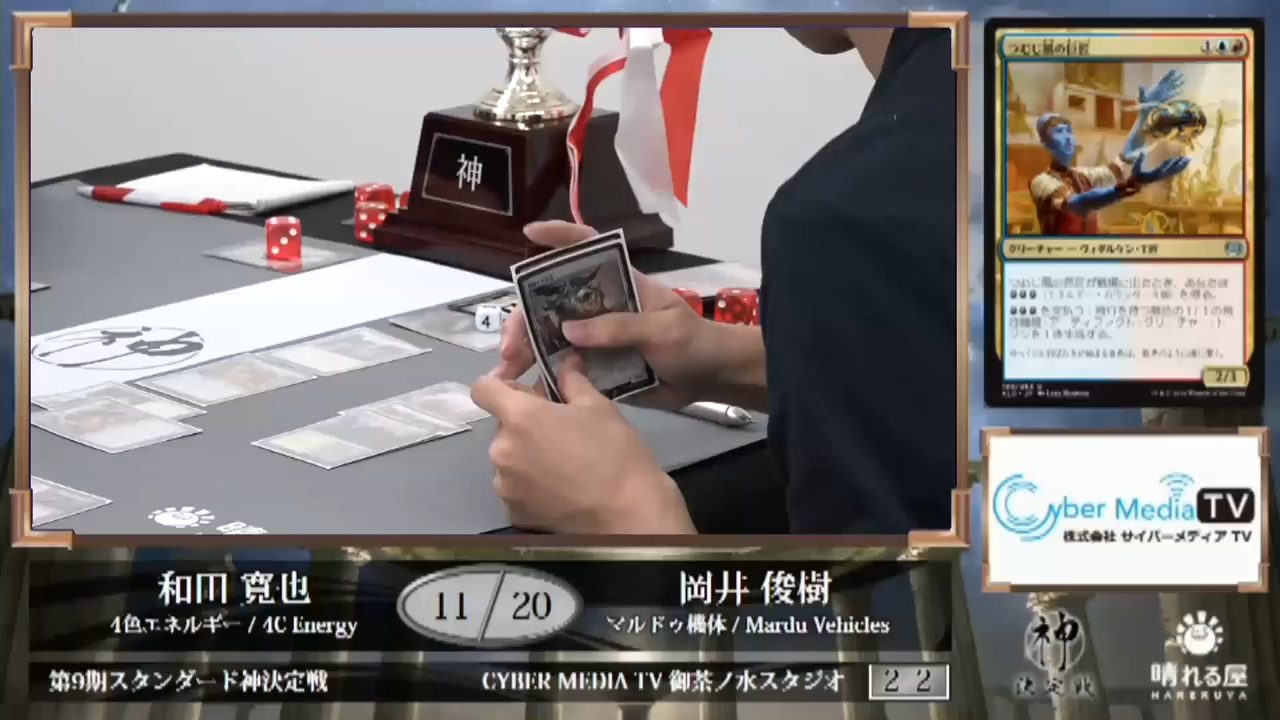 つむじ風の巨匠
神
4
クリーチャー — ヴィダルケン・工匠
2/3
神
Cyber Media TV
株式会社 サイバーメディア TV
晴
和田 寛也
11/20
岡井 俊樹
4色エネルギー / 4C Energy
マルドゥ機体 / Mardu Vehicles
第9期スタンダード神決定戦
CYBER MEDIA TV 御茶ノ水スタジオ
2 2
神
決定戦
晴れる屋
HARERUYA